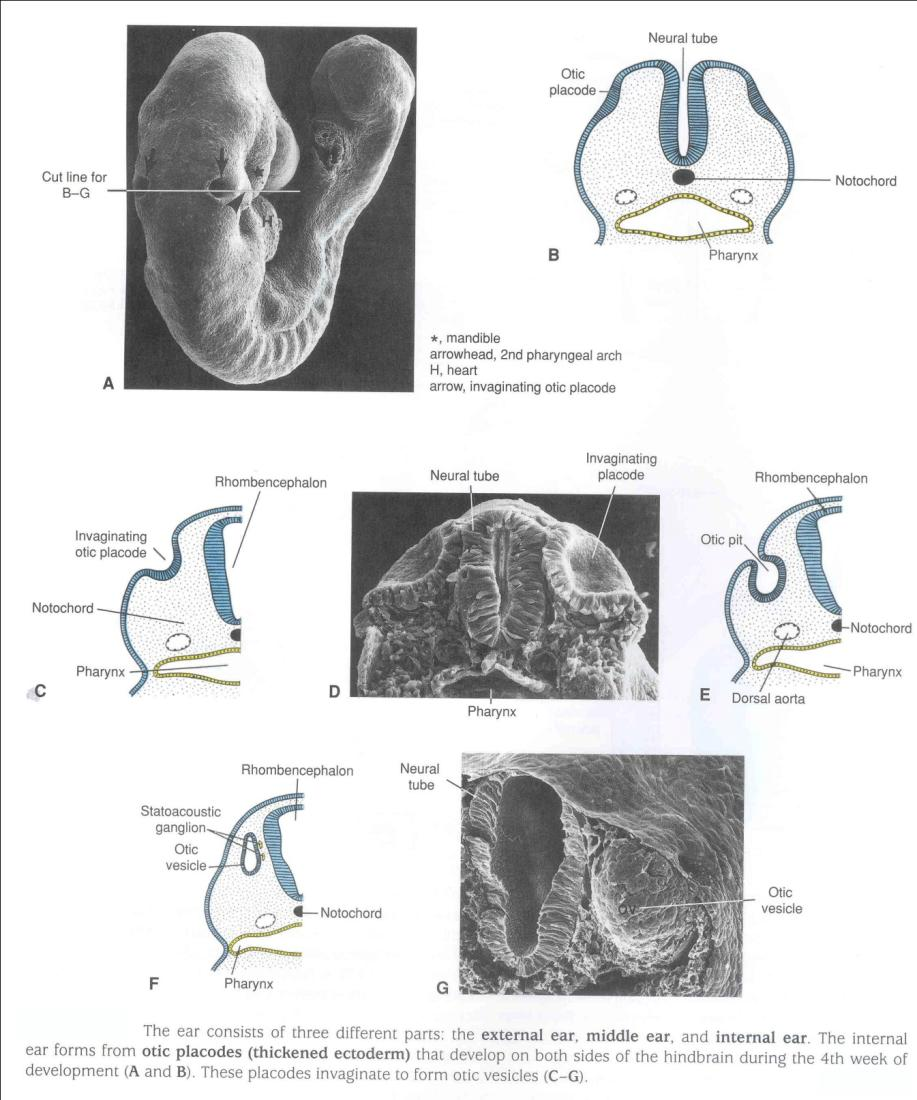 Neural tube
Otic
placode
Cut line for
B–G
*
H
Notochord
Pharynx
B
*, mandible
arrowhead, 2nd pharyngeal arch
H, heart
arrow, invaginating otic placode
A
Rhombencephalon
Invaginating
otic placode
Notochord
Pharynx
C
Neural tube
Invaginating
placode
D
Pharynx
Rhombencephalon
Otic pit
Notochord
Pharynx
E
Dorsal aorta
Rhombencephalon
Statoacoustic
ganglion
Otic
vesicle
Notochord
F
Pharynx
Neural
tube
OV
Otic
vesicle
G
The ear consists of three different parts: the external ear, middle ear, and internal ear. The internal
ear forms from otic placodes (thickened ectoderm) that develop on both sides of the hindbrain during the 4th week of
development (A and B). These placodes invaginate to form otic vesicles (C–G).